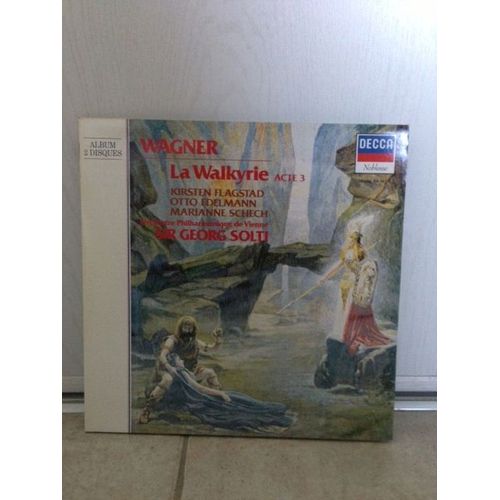 ALBUM
2 DISQUES
WAGNER
DECCA
Noblesse
La Walkyrie ACTE 3
KIRSTEN FLAGSTAD
OTTO EDELMANN
MARIANNE SCHECH
Orchestre Philharmonique de Vienne
SIR GEORG SOLTI